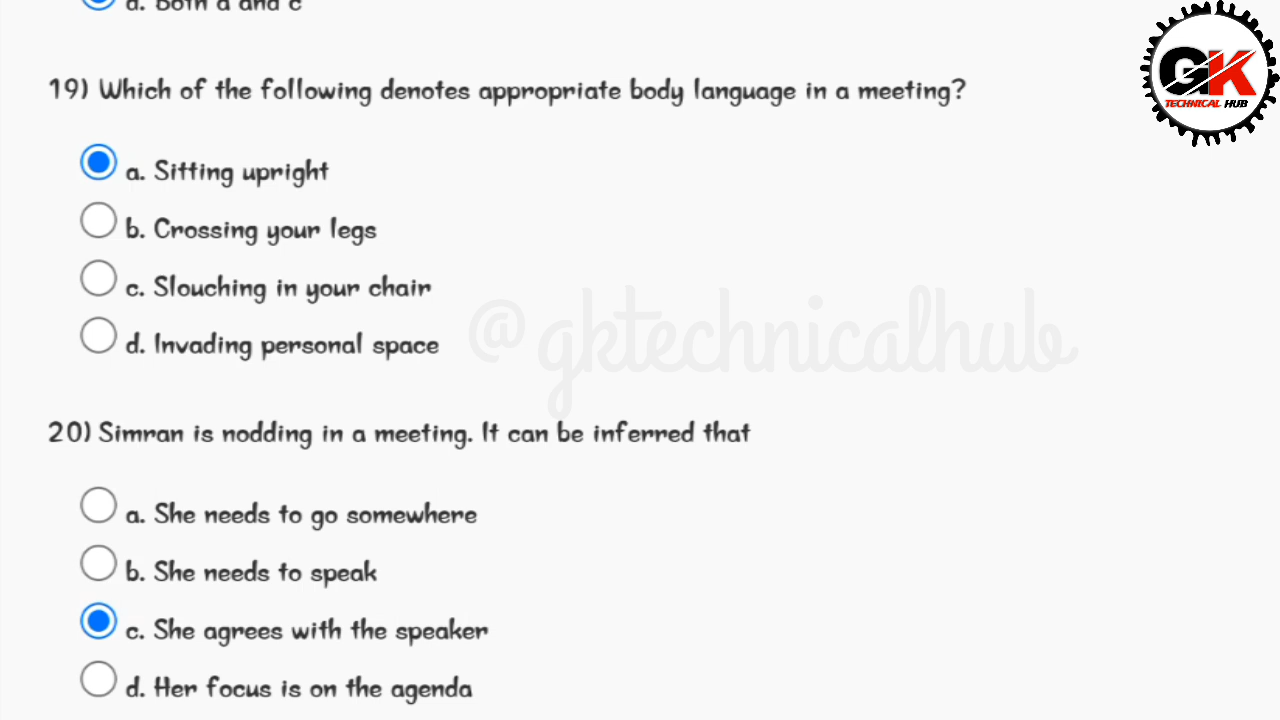 d. Both a and c
GK
TECHNICAL HUB
19) Which of the following denotes appropriate body language in a meeting?
a. Sitting upright
b. Crossing your legs
c. Slouching in your chair
d. Invading personal space
@gktechnicalhub
20) Simran is nodding in a meeting. It can be inferred that
a. She needs to go somewhere
b. She needs to speak
c. She agrees with the speaker
d. Her focus is on the agenda